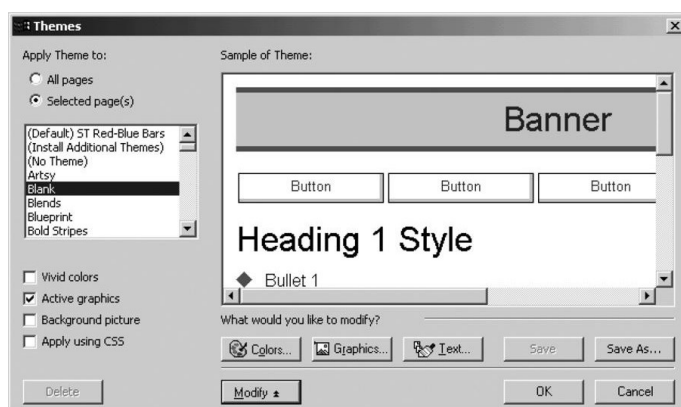 Themes
Apply Theme to:
All pages
Selected page(s)
(Default) ST Red-Blue Bars
(Install Additional Themes)
(No Theme)
Artsy
Blank
Blends
Blueprint
Bold Stripes
Vivid colors
Active graphics
Background picture
Apply using CSS
Delete
Sample of Theme:
Banner
Button Button Button
Heading 1 Style
Bullet 1
What would you like to modify?
Colors... Graphics... Text... Save Save As...
Modify OK Cancel